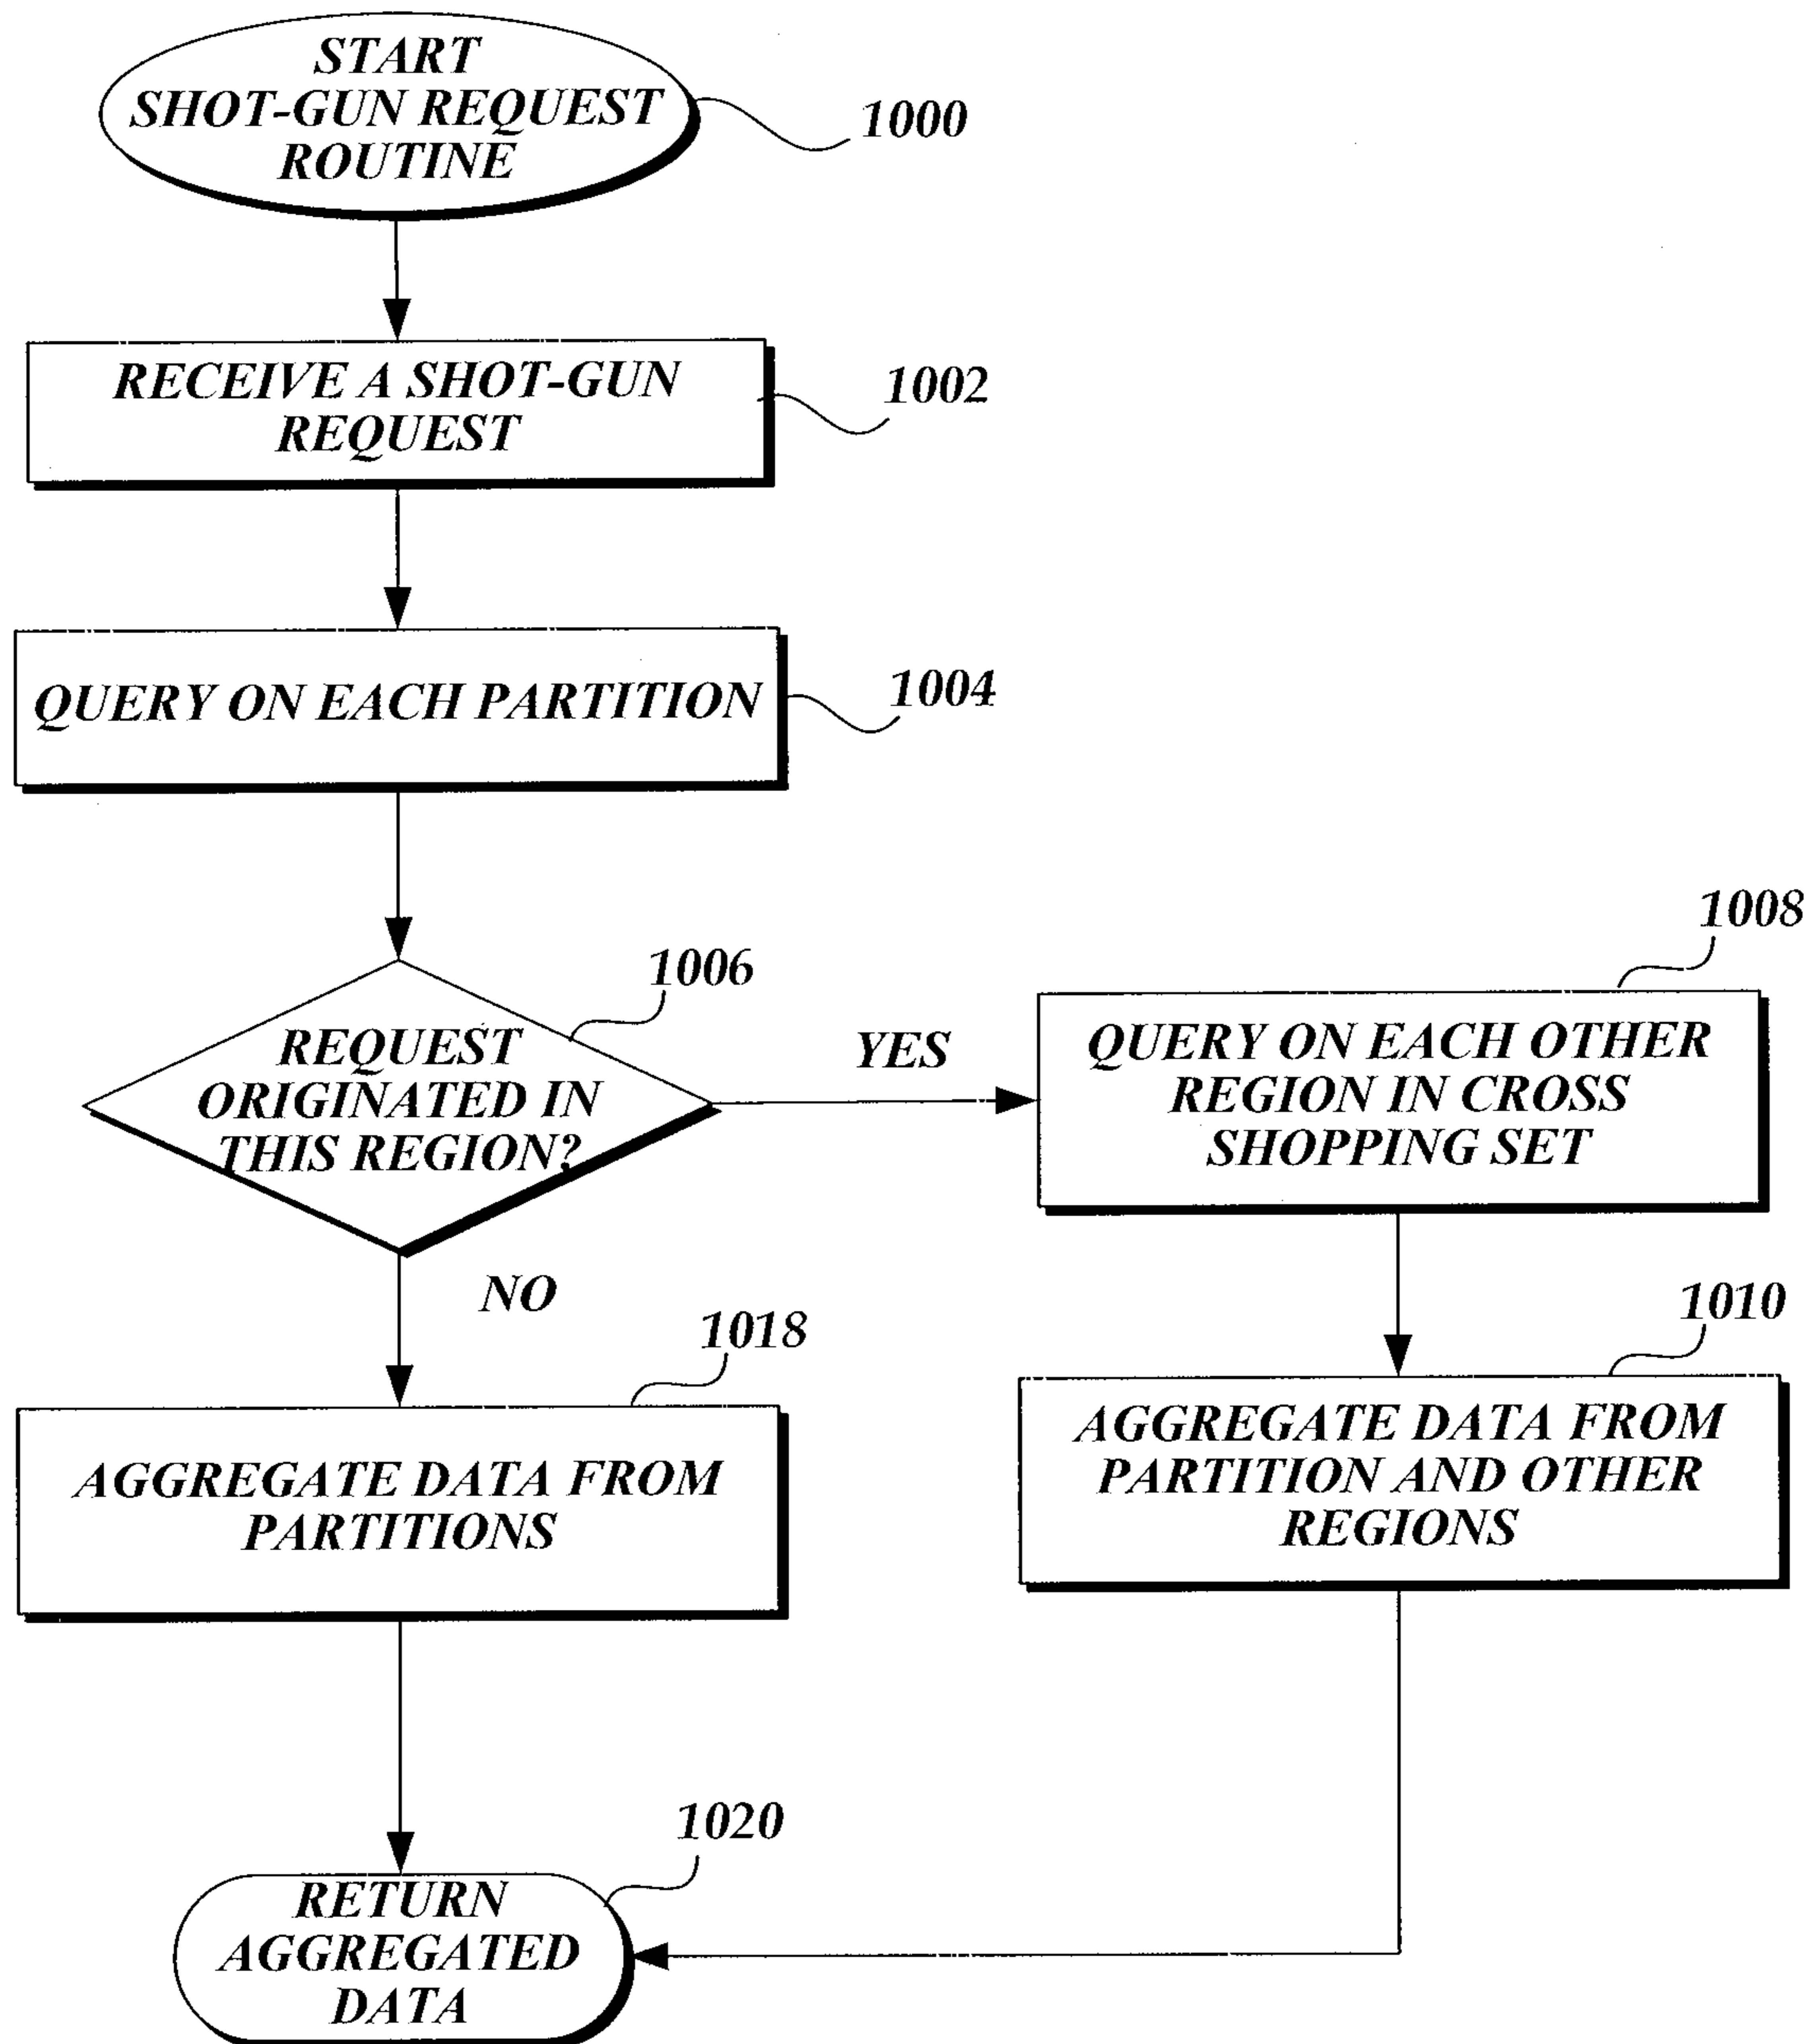 START
SHOT-GUN REQUEST
ROUTINE
1000
RECEIVE A SHOT-GUN
REQUEST
1002
QUERY ON EACH PARTITION
1004
REQUEST
ORIGINATED IN
THIS REGION?
1006
YES
1008
QUERY ON EACH OTHER
REGION IN CROSS
SHOPPING SET
NO
1018
AGGREGATE DATA FROM
PARTITIONS
1010
AGGREGATE DATA FROM
PARTITION AND OTHER
REGIONS
1020
RETURN
AGGREGATED
DATA